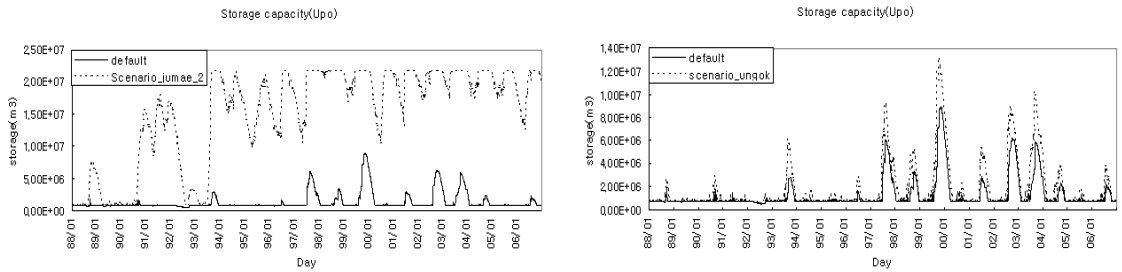 Storage capacity(Upo)
2,50E+07
2,00E+07
1,50E+07
1,00E+07
5,00E+06
0,00E+00
storage(m3)
default
Scenario_jumae_2
88/01
89/01
90/01
91/01
92/01
93/01
94/01
95/01
96/01
97/01
98/01
99/01
00/01
01/01
02/01
03/01
04/01
05/01
06/01
Day
Storage capacity(Upo)
1,40E+07
1,20E+07
1,00E+07
8,00E+06
6,00E+06
4,00E+06
2,00E+06
0,00E+00
storage(m3)
default
scenario_ungok
88/01
89/01
90/01
91/01
92/01
93/01
94/01
95/01
96/01
97/01
98/01
99/01
00/01
01/01
02/01
03/01
04/01
05/01
06/01
Day